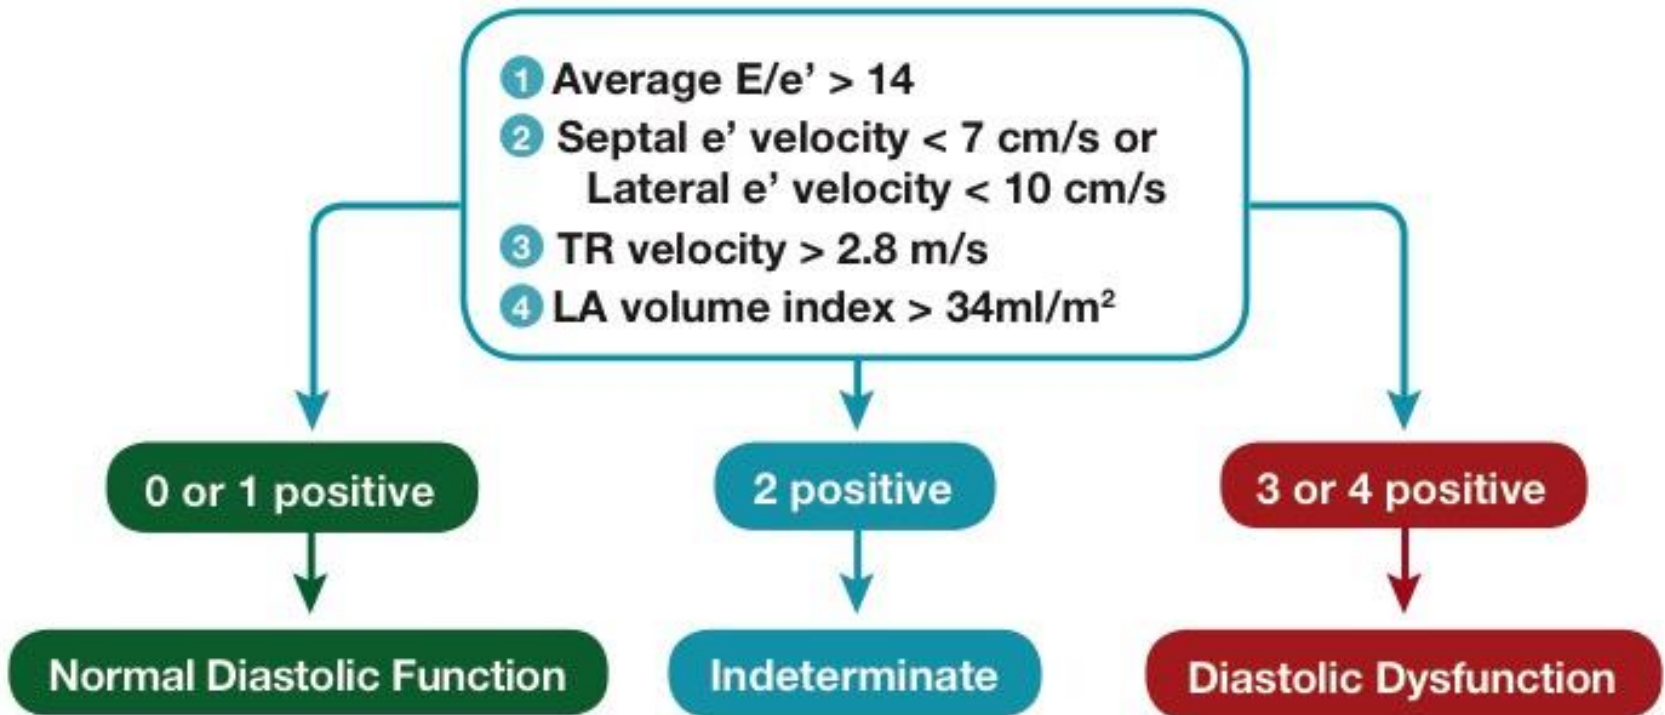 1 Average E/e’ > 14
2 Septal e’ velocity < 7 cm/s or
Lateral e’ velocity < 10 cm/s
3 TR velocity > 2.8 m/s
4 LA volume index > 34ml/m²
0 or 1 positive
2 positive
3 or 4 positive
Normal Diastolic Function
Indeterminate
Diastolic Dysfunction